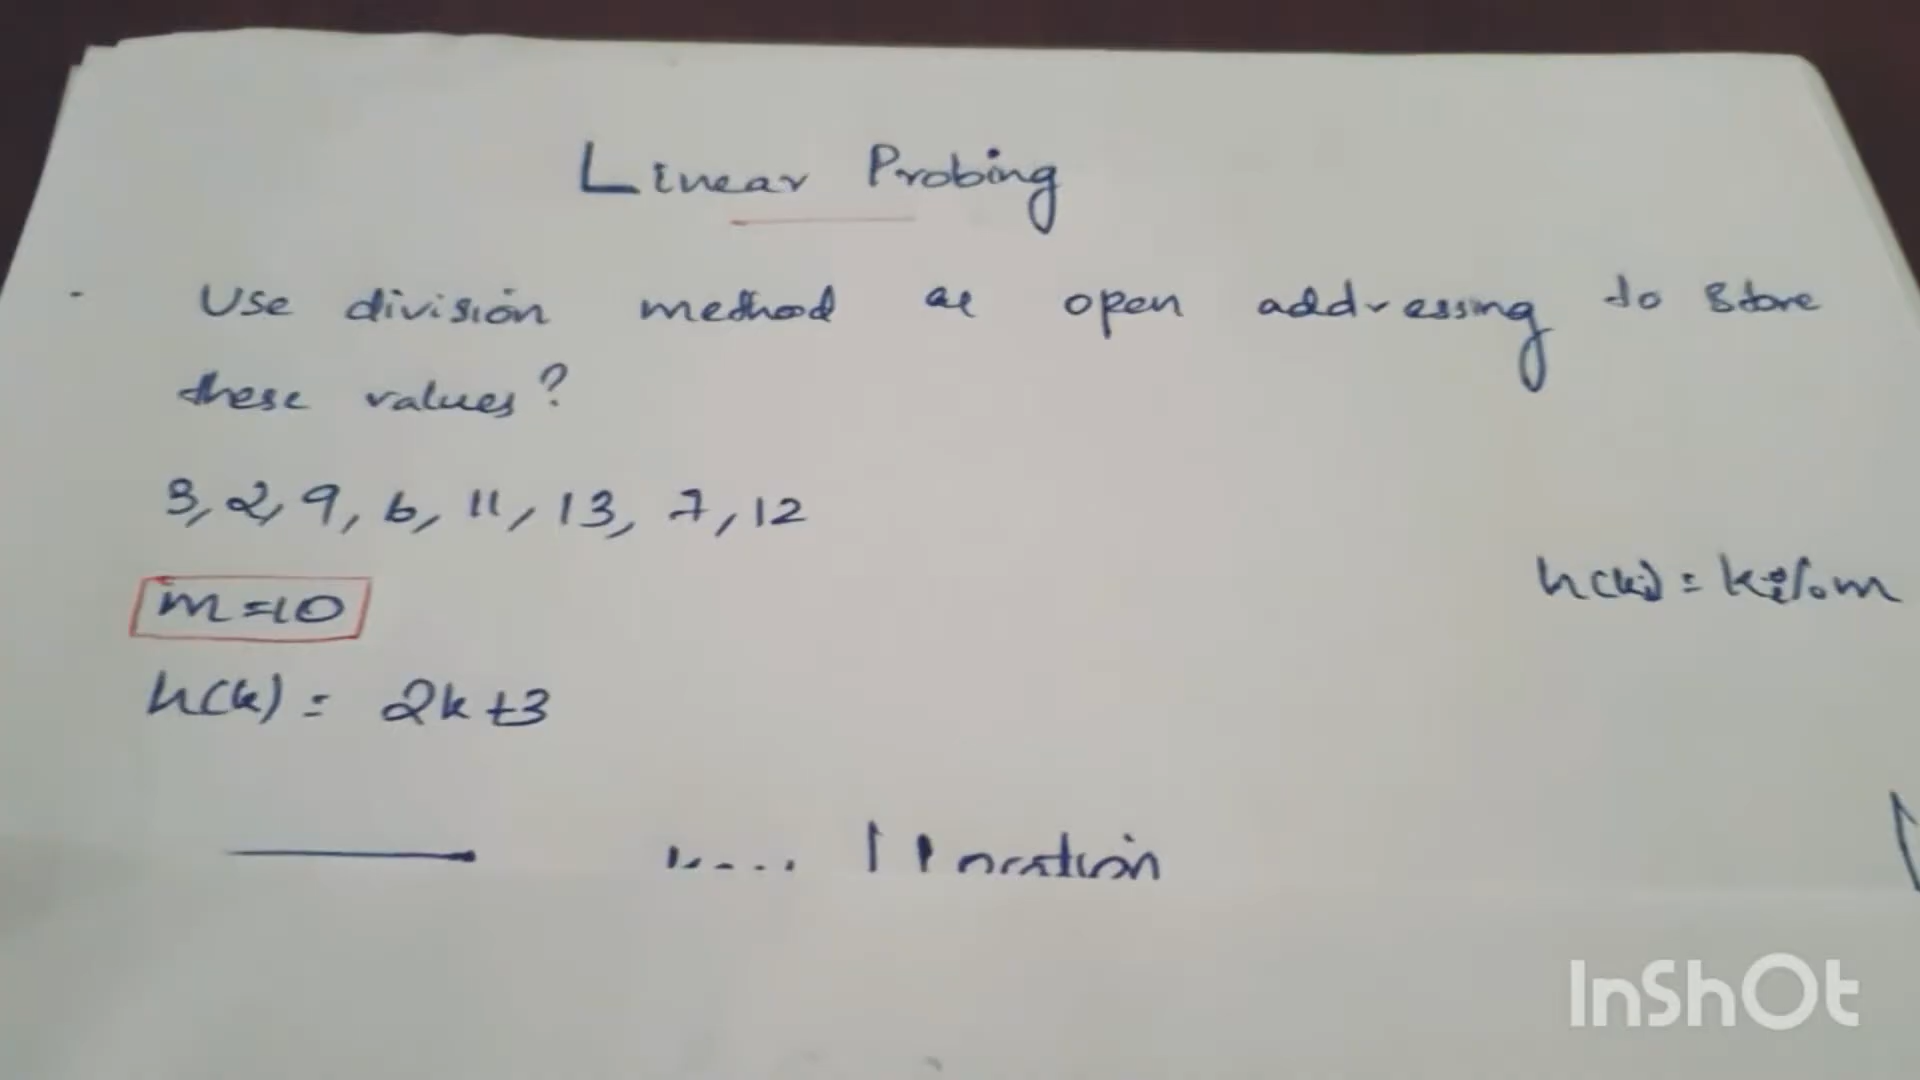 Linear Probing
Use division method as open addressing to store
these values?
3, 2, 9, 6, 11, 13, 7, 12
m=10
h(k) = 2k+3
h(k) = k%m
InShOt